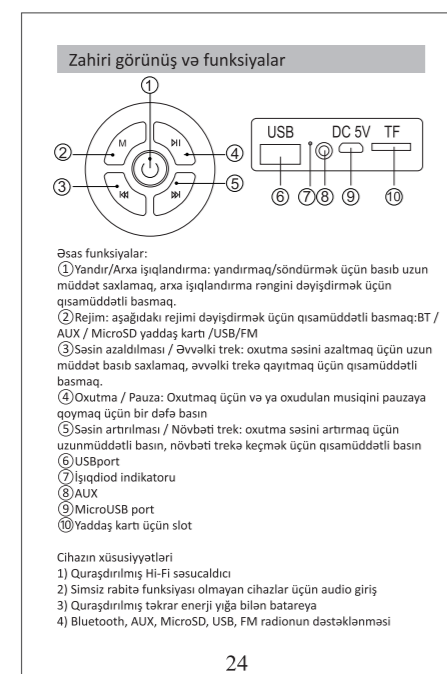 Zahiri görünüş və funksiyalar
①
② M ④
③ ⑤
USB DC 5V TF
⑥ ⑦ ⑧ ⑨ ⑩
Əsas funksiyalar:
①Yandır/Arxa işıqlandırma: yandırmaq/söndürmək üçün basıb uzun
müddət saxlamaq, arxa işıqlandırma rəngini dəyişdirmək üçün
qısamüddətli basmaq.
②Rejim: aşağıdakı rejimi dəyişdirmək üçün qısamüddətli basmaq:BT /
AUX / MicroSD yaddaş kartı /USB/FM
③Səsin azaldılması / Əvvəlki trek: oxutma səsini azaltmaq üçün uzun
müddət basıb saxlamaq, əvvəlki trekə qayıtmaq üçün qısamüddətli
basmaq.
④Oxutma / Pauza: Oxutmaq üçün və ya oxudulan musiqini pauzaya
qoymaq üçün bir dəfə basın
⑤Səsin artırılması / Növbəti trek: oxutma səsini artırmaq üçün
uzunmüddətli basın, növbəti trekə keçmək üçün qısamüddətli basın
⑥USBport
⑦İşıqdiod indikatoru
⑧AUX
⑨MicroUSB port
⑩Yaddaş kartı üçün slot
Cihazın xüsusiyyətləri
1) Quraşdırılmış Hi-Fi səsucaldıcı
2) Simsiz rabitə funksiyası olmayan cihazlar üçün audio giriş
3) Quraşdırılmış təkrar enerji yığa bilən batareya
4) Bluetooth, AUX, MicroSD, USB, FM radionun dəstəklənməsi
24